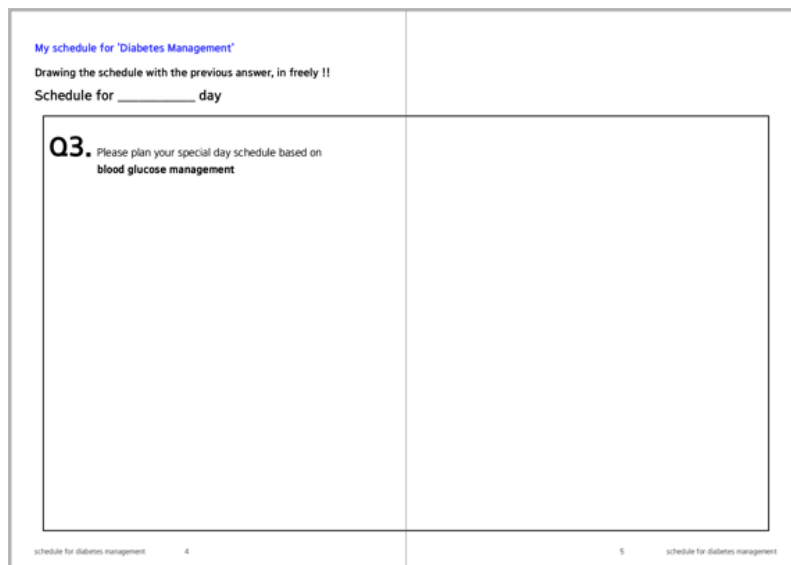 My schedule for 'Diabetes Management'
Drawing the schedule with the previous answer, in freely !!
Schedule for ___________ day
Q3. Please plan your special day schedule based on
blood glucose management
schedule for diabetes management 4
5 schedule for diabetes management